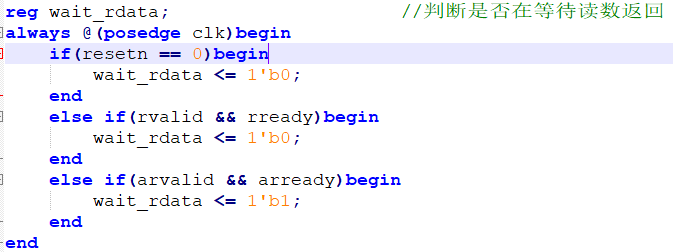 reg wait_rdata; //判断是否在等待读数返回
always @(posedge clk)begin
if(resetn == 0)begin
wait_rdata <= 1'b0;
end
else if(rvalid && rready)begin
wait_rdata <= 1'b0;
end
else if(arvalid && arready)begin
wait_rdata <= 1'b1;
end
end